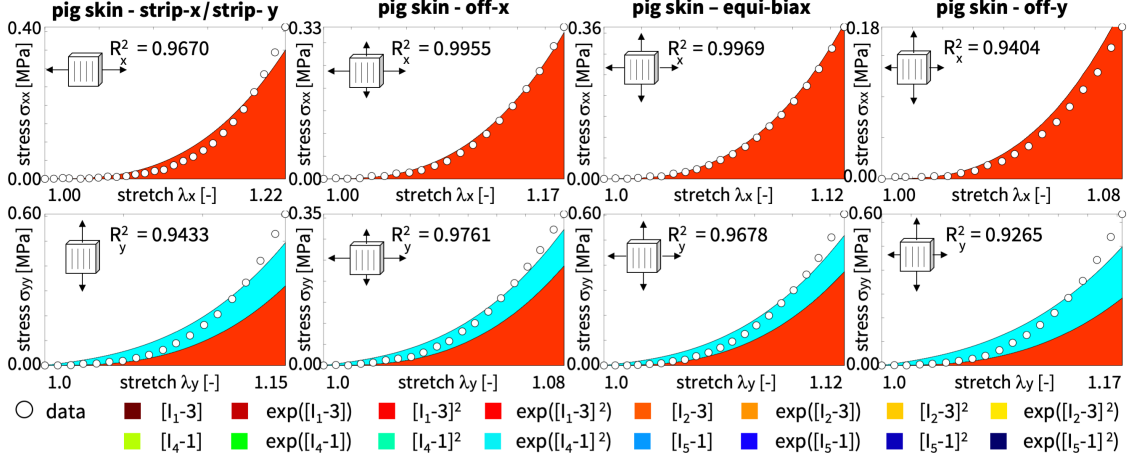 pig skin - strip-x/strip- y
pig skin - off-x
pig skin – equi-biax
pig skin - off-y
0.40
stress σxx [MPa]
0.00
R²x = 0.9670
1.00
stretch λx [-]
1.22
0.33
stress σxx [MPa]
0.00
R²x = 0.9955
1.00
stretch λx [-]
1.17
0.36
stress σxx [MPa]
0.00
R²x = 0.9969
1.0
stretch λx [-]
1.12
0.18
stress σxx [MPa]
0.00
R²x = 0.9404
1.00
stretch λx [-]
1.08
0.60
stress σyy [MPa]
0.00
R²y = 0.9433
1.0
stretch λy [-]
1.15
0.35
stress σyy [MPa]
0.00
R²y = 0.9761
1.0
stretch λy [-]
1.08
0.60
stress σyy [MPa]
0.00
R²y = 0.9678
1.0
stretch λy [-]
1.12
0.60
stress σyy [MPa]
0.00
R²y = 0.9265
1.0
stretch λy [-]
1.17
data
[I₁-3] exp([I₁-3]) [I₁-3]² exp([I₁-3]²) [I₂-3] exp([I₂-3]) [I₂-3]² exp([I₂-3]²)
[I₄-1] exp([I₄-1]) [I₄-1]² exp([I₄-1]²) [I₅-1] exp([I₅-1]) [I₅-1]² exp([I₅-1]²)